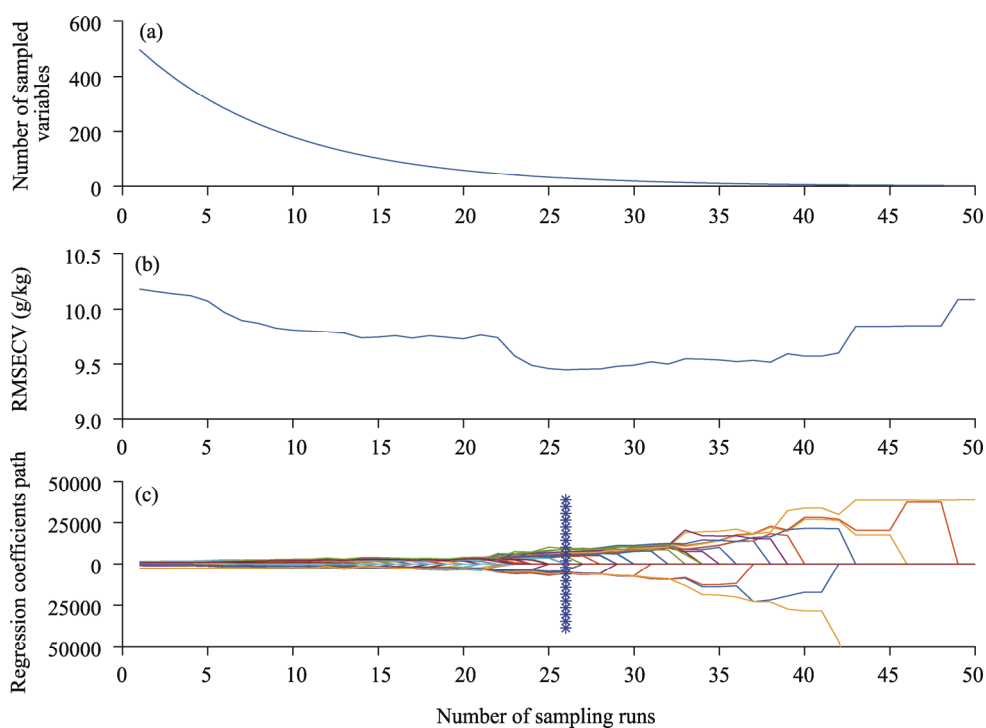 (a)
Number of sampled
variables
600
400
200
0
0 5 10 15 20 25 30 35 40 45 50
(b)
RMSECV (g/kg)
10.5
10.0
9.5
9.0
0 5 10 15 20 25 30 35 40 45 50
(c)
Regression coefficients path
50000
25000
0
25000
50000
0 5 10 15 20 25 30 35 40 45 50
Number of sampling runs